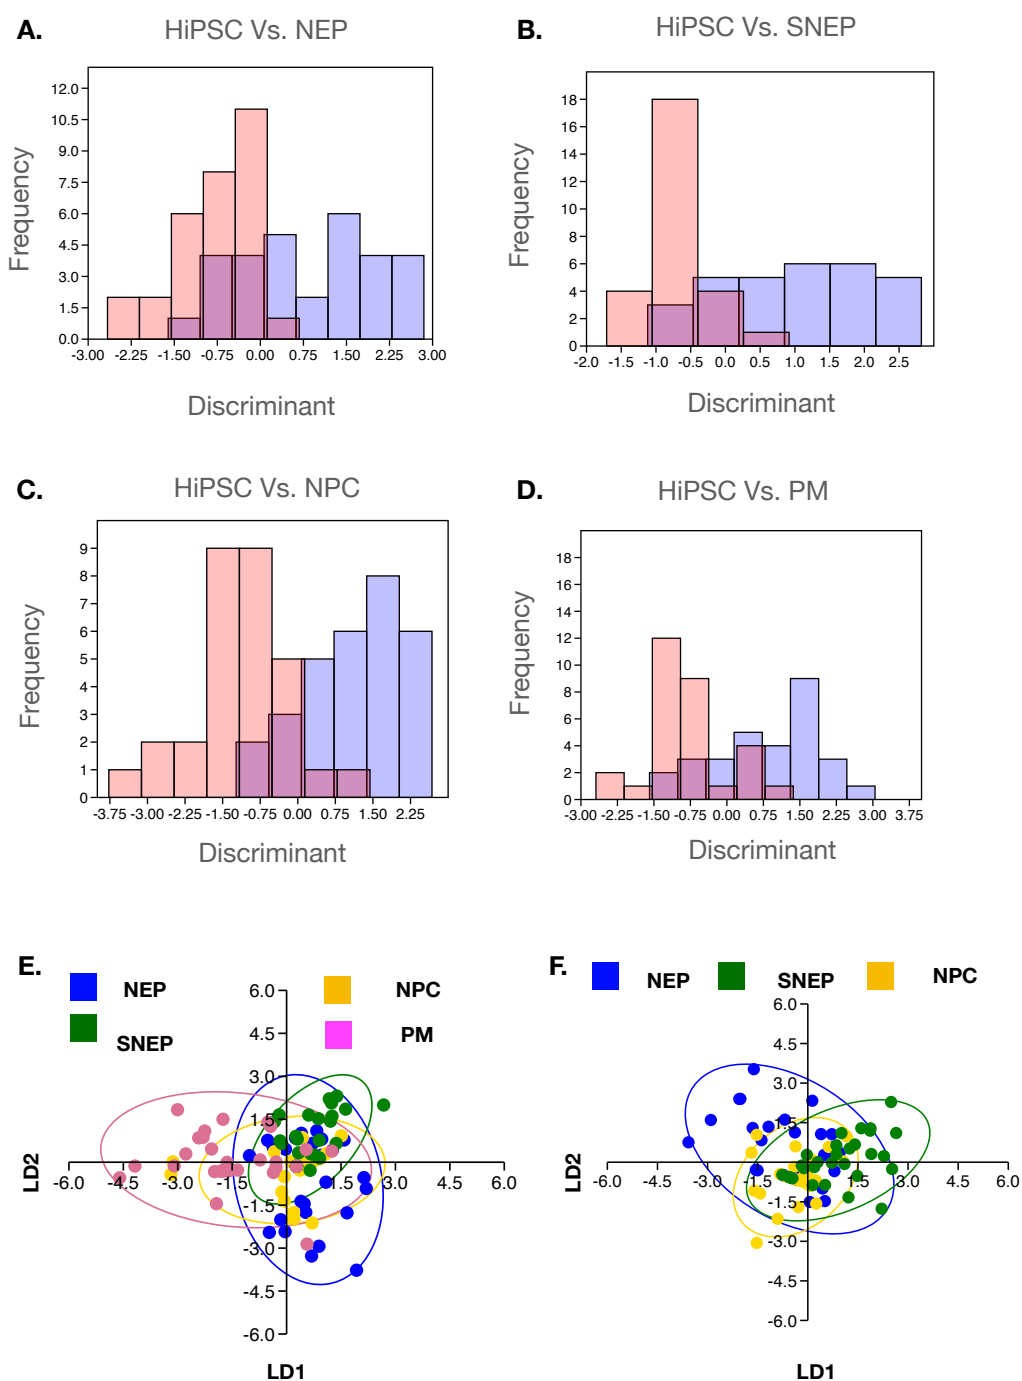 A.
HiPSC Vs. NEP
Frequency
12.0
10.5
9.0
7.5
6.0
4.5
3.0
1.5
0.0
-3.00 -2.25 -1.50 -0.75 0.00 0.75 1.50 2.25 3.00
Discriminant
B.
HiPSC Vs. SNEP
Frequency
18
16
14
12
10
8
6
4
2
0
-2.0 -1.5 -1.0 -0.5 0.0 0.5 1.0 1.5 2.0 2.5
Discriminant
C.
HiPSC Vs. NPC
Frequency
9
8
7
6
5
4
3
2
1
0
-3.75 -3.00 -2.25 -1.50 -0.75 0.00 0.75 1.50 2.25
Discriminant
D.
HiPSC Vs. PM
Frequency
18
16
14
12
10
8
6
4
2
0
-3.00 -2.25 -1.50 -0.75 0.00 0.75 1.50 2.25 3.00 3.75
Discriminant
E.
NEP NPC
SNEP PM
6.0
4.5
3.0
1.5
-6.0 -4.5 -3.0 -1.5 1.5 3.0 4.5 6.0
-1.5
-3.0
-4.5
-6.0
LD2
LD1
F.
NEP SNEP NPC
6.0
4.5
3.0
1.5
-6.0 -4.5 -3.0 -1.5 1.5 3.0 4.5 6.0
-1.5
-3.0
-4.5
-6.0
LD2
LD1